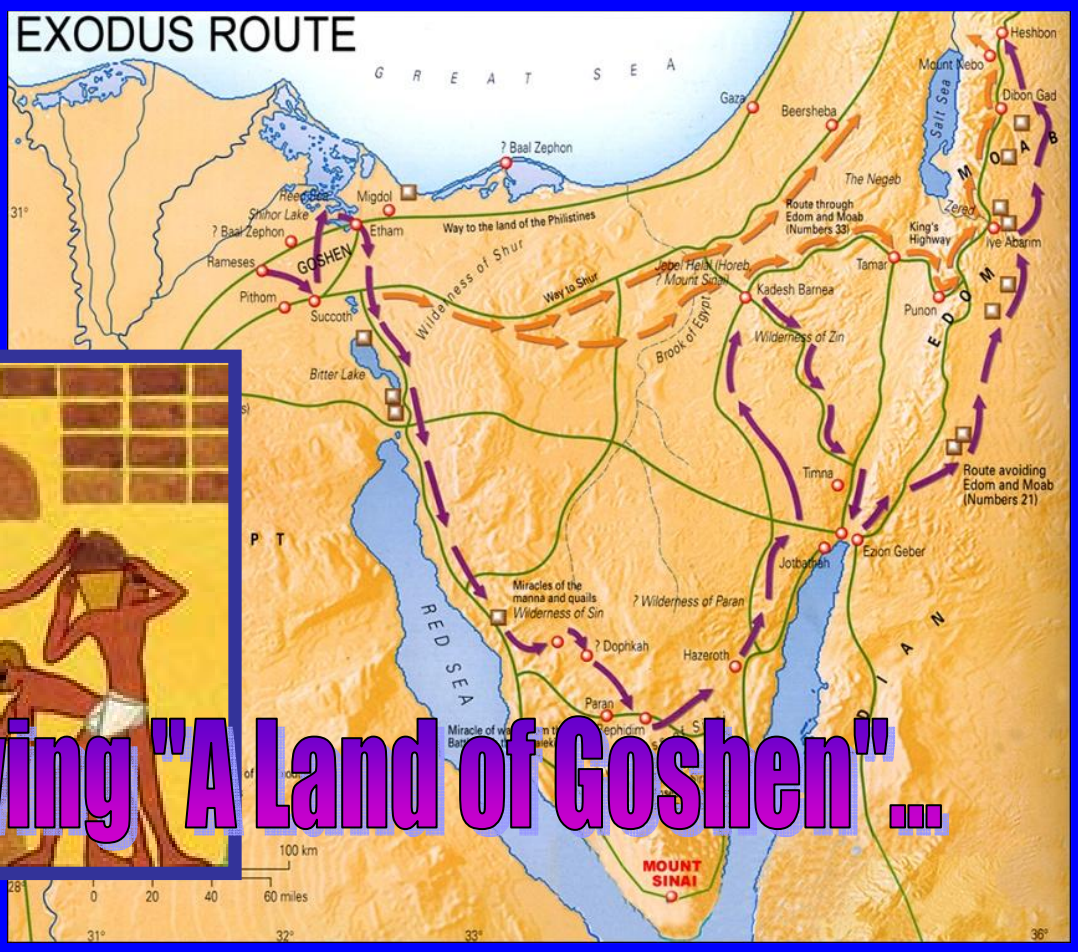 EXODUS ROUTE
G R E A T S E A
Heshbon
Mount Nebo
Gaza
Beersheba
Salt Sea
Dibon Gad
? Baal Zephon
M O A B
The Negeb
Reed Sea
Migdol
31°
Shihor Lake
Way to the land of the Philistines
Route through
Edom and Moab
(Numbers 33)
Zered
? Baal Zephon
Etham
King's
Highway
Iye Abarim
GOSHEN
Wilderness of Shur
Rameses
Jebel Helal (Horeb,
? Mount Sinai)
Tamar
Way to Shur
Kadesh Barnea
Pithom
Succoth
Punon
E D O M
Brook of Egypt
Wilderness of Zin
Bitter Lake
s)
Timna
Route avoiding
Edom and Moab
(Numbers 21)
P T
Ezion Geber
Jotbathah
Miracles of the
manna and quails
Wilderness of Sin
? Wilderness of Paran
RED SEA
? Dophkah
Hazeroth
D I A N
Paran
Rephidim
Miracle of
ving "A Land of Goshen"...
of
100 km
MOUNT
SINAI
28°
0 20 40 60 miles
31° 32° 33° 36°